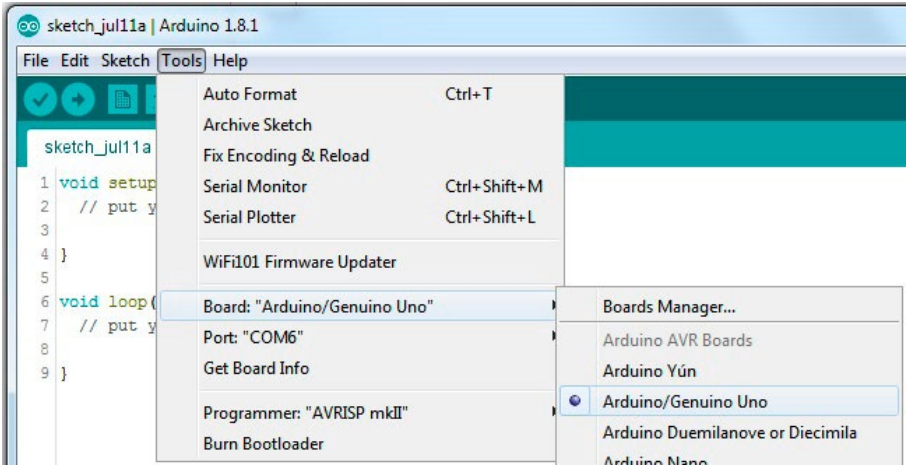 sketch_jul11a | Arduino 1.8.1
File Edit Sketch Tools Help
sketch_jul11a
1 void setup
2 // put y
3
4 }
5
6 void loop(
7 // put y
8
9 }
Auto Format Ctrl+T
Archive Sketch
Fix Encoding & Reload
Serial Monitor Ctrl+Shift+M
Serial Plotter Ctrl+Shift+L
WiFi101 Firmware Updater
Board: "Arduino/Genuino Uno"
Port: "COM6"
Get Board Info
Programmer: "AVRISP mkII"
Burn Bootloader
Boards Manager...
Arduino AVR Boards
Arduino Yún
Arduino/Genuino Uno
Arduino Duemilanove or Diecimila
Arduino Nano